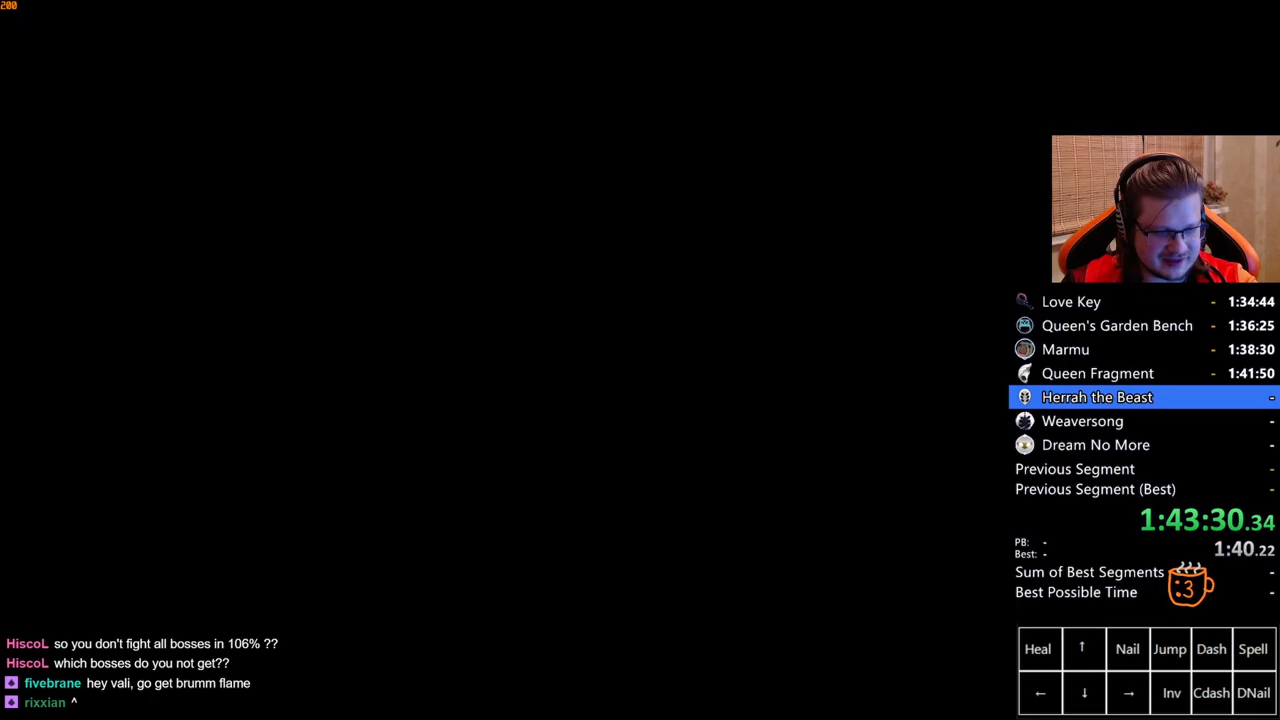 200
Love Key - 1:34:44
Queen's Garden Bench - 1:36:25
Marmu - 1:38:30
Queen Fragment - 1:41:50
Herrah the Beast -
Weaversong -
Dream No More -
Previous Segment -
Previous Segment (Best) -
1:43:30.34
PB: - 1:40.22
Best: -
Sum of Best Segments -
Best Possible Time -
:3
HiscoL so you don't fight all bosses in 106% ??
HiscoL which bosses do you not get??
fivebrane hey vali, go get brumm flame
rixxian ^
Heal ↑ Nail Jump Dash Spell
← ↓ → Inv Cdash DNail